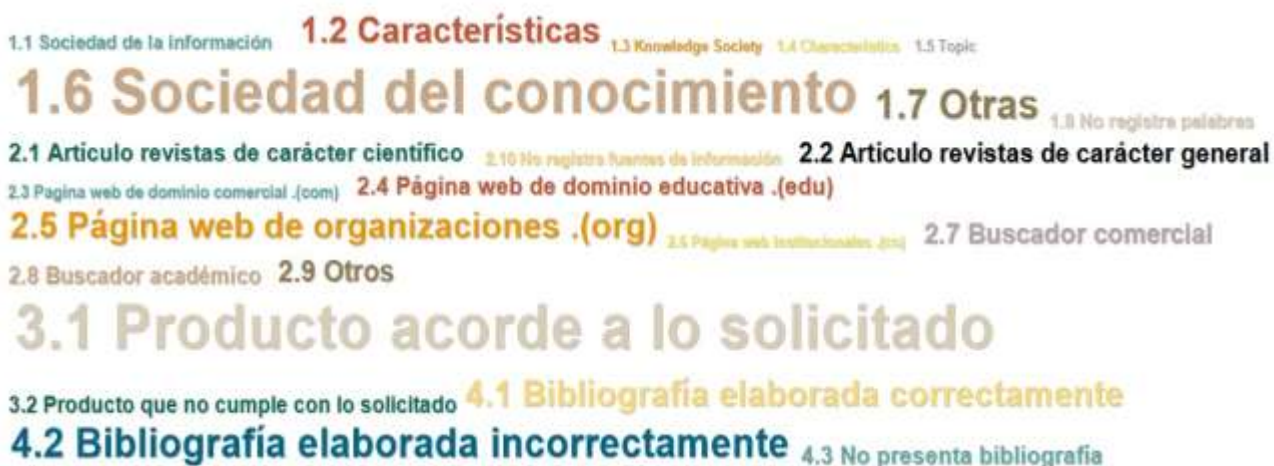 1.1 Sociedad de la información 1.2 Características 1.3 Knowledge Society 1.4 Characteristics 1.5 Topic
1.6 Sociedad del conocimiento 1.7 Otras 1.8 No registra palabras
2.1 Artículo revistas de carácter científico 2.10 No registra fuentes de información 2.2 Artículo revistas de carácter general
2.3 Pagina web de dominio comercial .(com) 2.4 Página web de dominio educativa .(edu)
2.5 Página web de organizaciones .(org) 2.6 Página web institucionales 2.7 Buscador comercial
2.8 Buscador académico 2.9 Otros
3.1 Producto acorde a lo solicitado
3.2 Producto que no cumple con lo solicitado 4.1 Bibliografía elaborada correctamente
4.2 Bibliografía elaborada incorrectamente 4.3 No presenta bibliografía